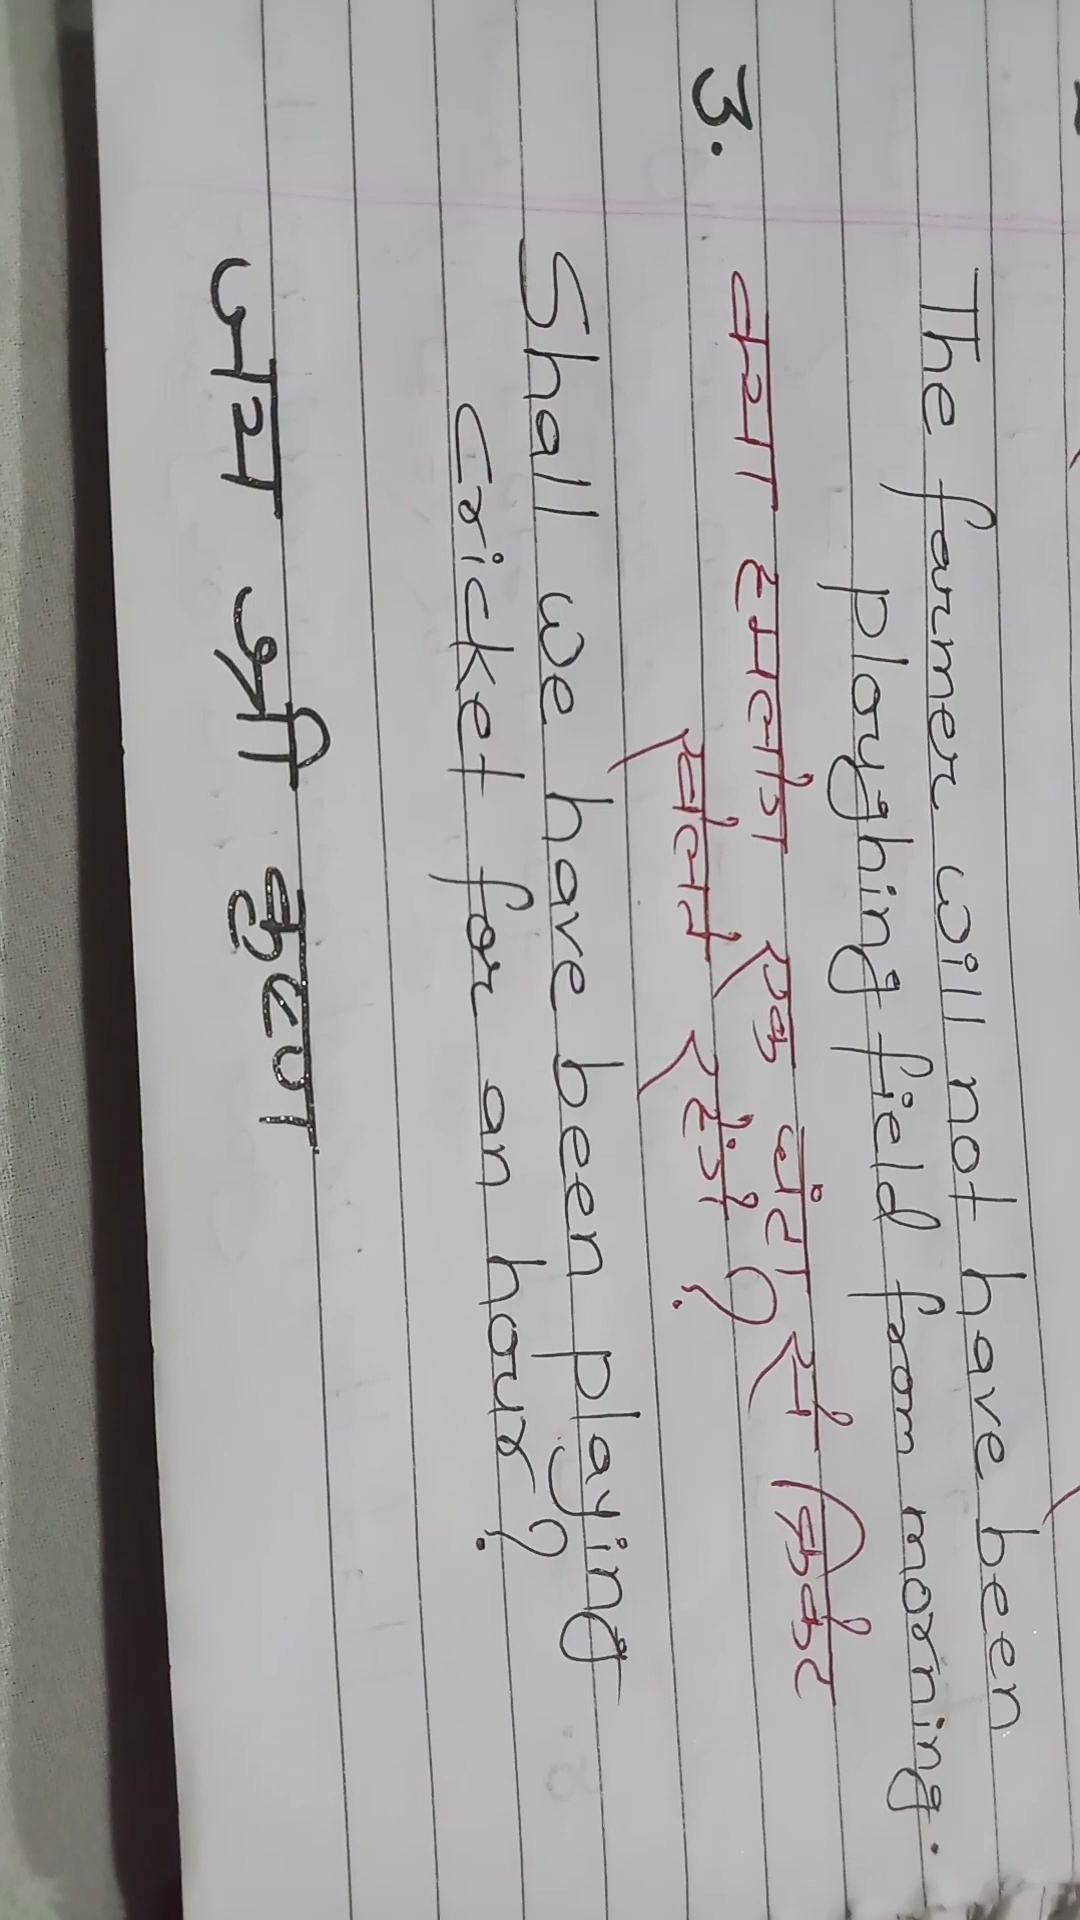 The farmer will not have been
ploughing field from morning.
3. क्या हमलोग एक घंटा से क्रिकेट
खेलते रहेंगे?
Shall we have been playing
cricket for an hour?
जय श्री कृष्ण